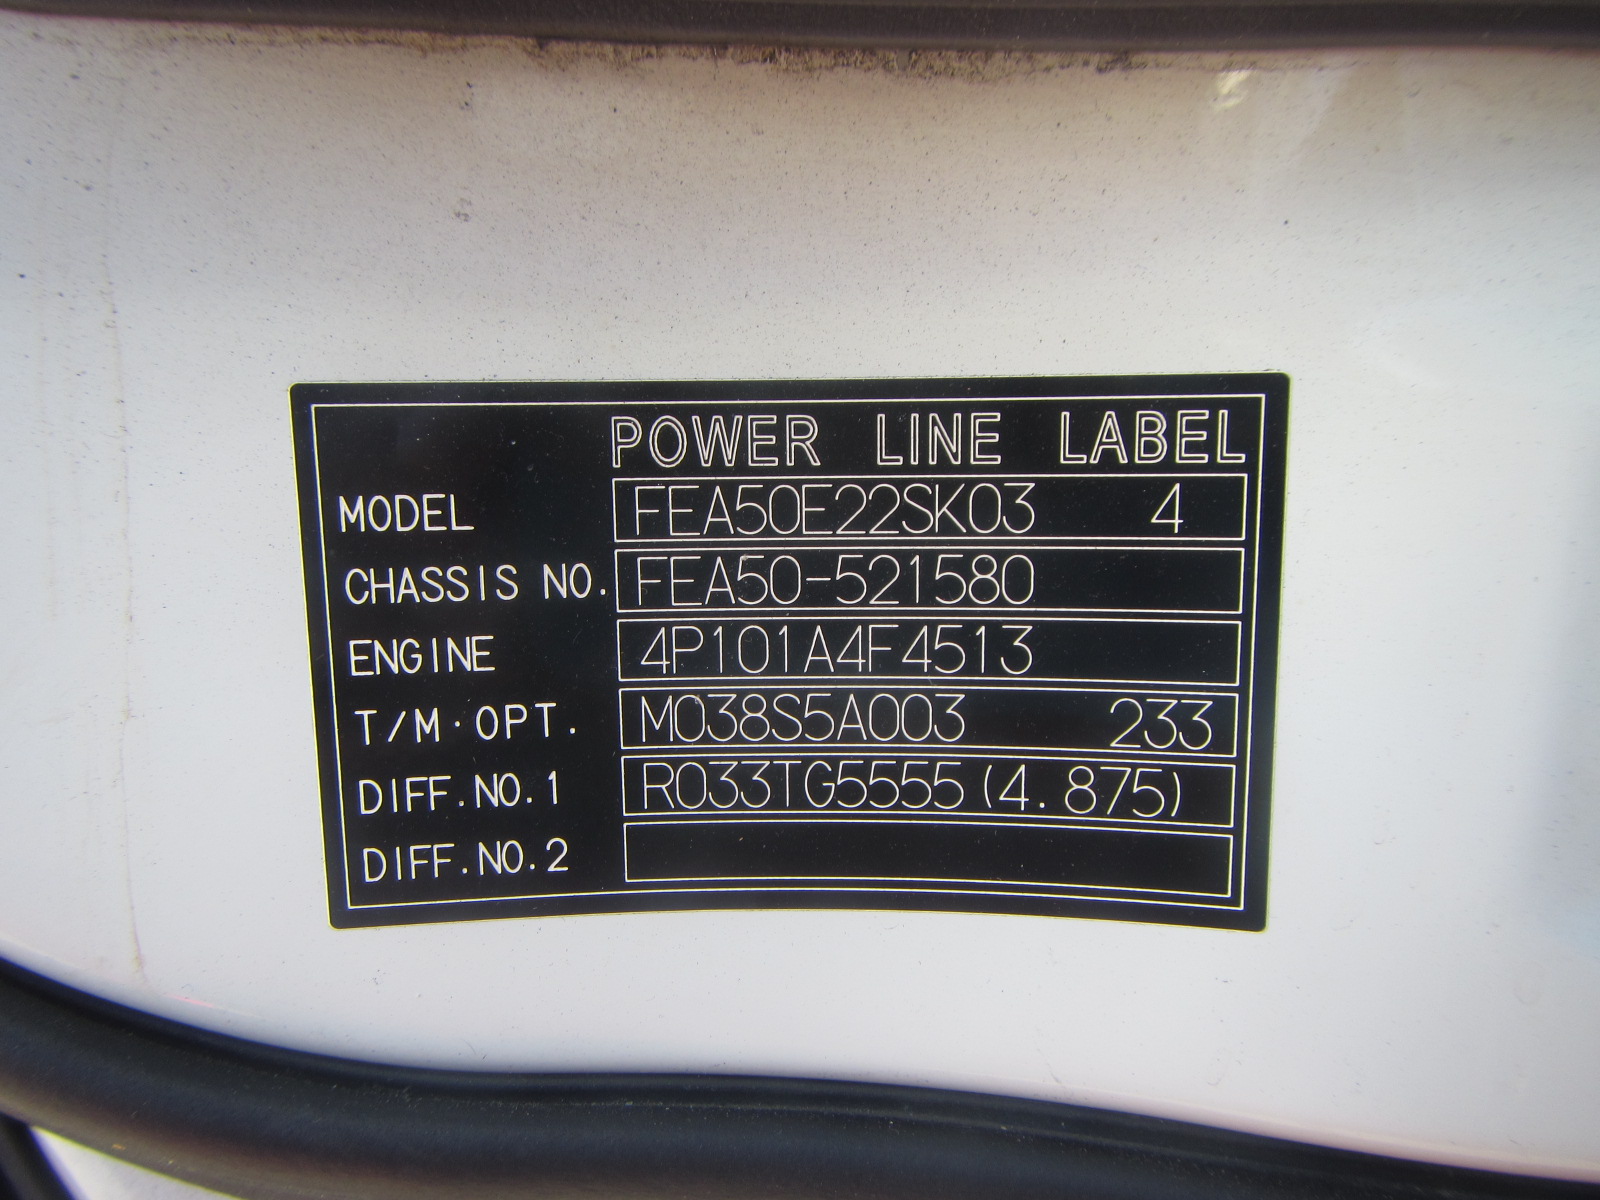 POWER LINE LABEL
MODEL FEA50E22SK03 4
CHASSIS NO. FEA50-521580
ENGINE 4P101A4F4513
T/M·OPT. M038S5A003 233
DIFF.NO.1 R033TG5555(4.875)
DIFF.NO.2